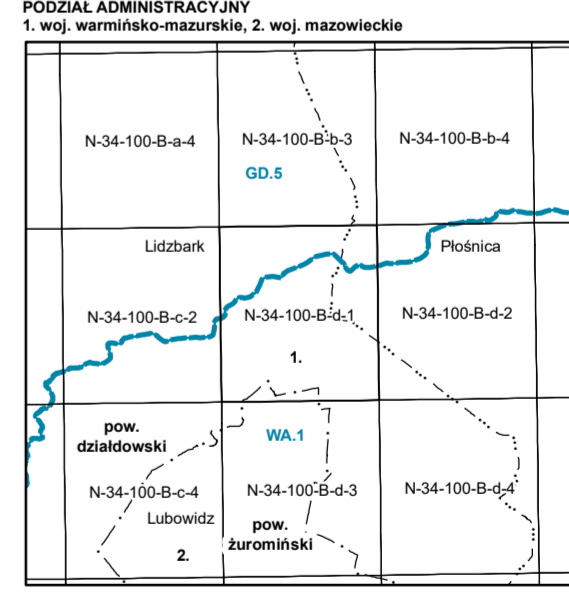 PODZIAŁ ADMINISTRACYJNY
1. woj. warmińsko-mazurskie, 2. woj. mazowieckie
N-34-100-B-a-4
N-34-100-B-b-3
N-34-100-B-b-4
GD.5
Lidzbark
Płośnica
N-34-100-B-c-2
N-34-100-B-d-1
N-34-100-B-d-2
1.
pow.
działdowski
WA.1
N-34-100-B-c-4
N-34-100-B-d-3
N-34-100-B-d-4
Lubowidz
pow.
żuromiński
2.